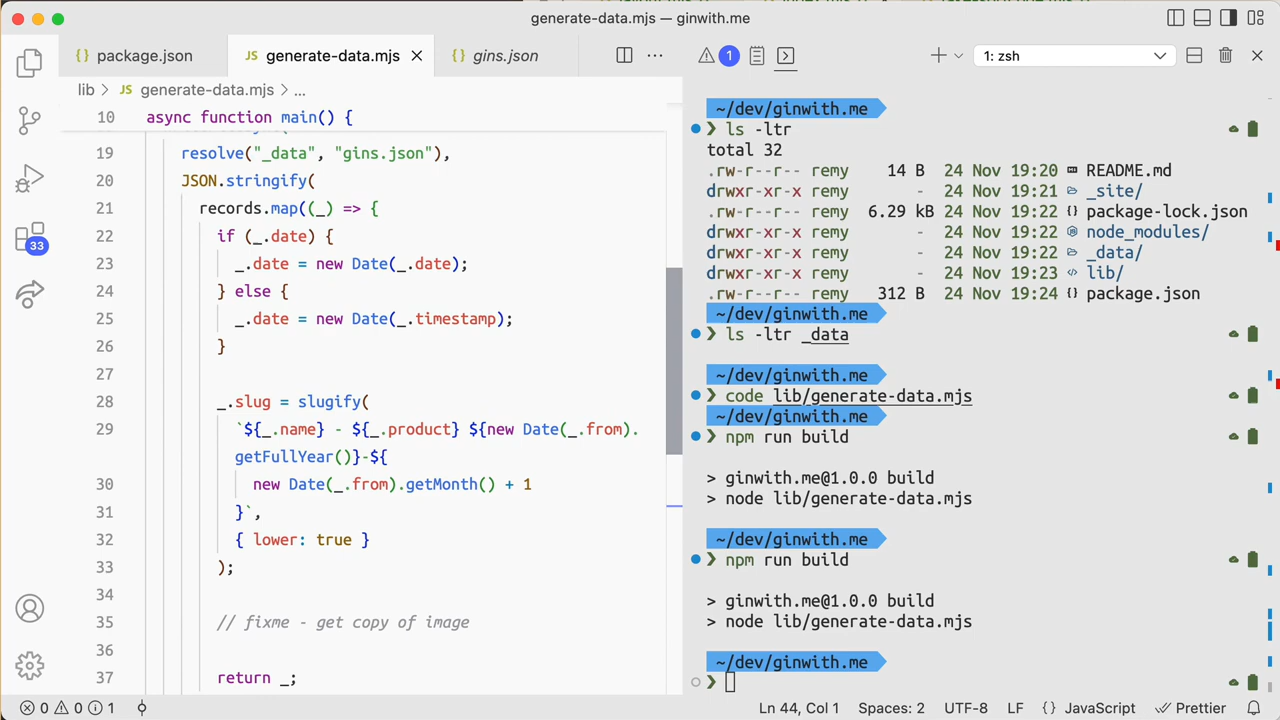 generate-data.mjs — ginwith.me
{} package.json
JS generate-data.mjs
{} gins.json
1
1: zsh
lib > JS generate-data.mjs > ...
10 async function main() {
19 resolve("_data", "gins.json"),
20 JSON.stringify(
21 records.map((_) => {
22 if (_.date) {
23 _.date = new Date(_.date);
24 } else {
25 _.date = new Date(_.timestamp);
26 }
27
28 _.slug = slugify(
29 `${_.name} - ${_.product} ${new Date(_.from).
getFullYear()}-${
30 new Date(_.from).getMonth() + 1
31 }`,
32 { lower: true }
33 );
34
35 // fixme - get copy of image
36
37 return _;
33
~/dev/ginwith.me
❯ ls -ltr
total 32
.rw-r--r-- remy 14 B 24 Nov 19:20 README.md
drwxr-xr-x remy - 24 Nov 19:21 _site/
.rw-r--r-- remy 6.29 kB 24 Nov 19:22 {} package-lock.json
drwxr-xr-x remy - 24 Nov 19:22 node_modules/
drwxr-xr-x remy - 24 Nov 19:22 _data/
drwxr-xr-x remy - 24 Nov 19:23 lib/
.rw-r--r-- remy 312 B 24 Nov 19:24 {} package.json
~/dev/ginwith.me
❯ ls -ltr _data
~/dev/ginwith.me
❯ code lib/generate-data.mjs
~/dev/ginwith.me
❯ npm run build
> ginwith.me@1.0.0 build
> node lib/generate-data.mjs
~/dev/ginwith.me
❯ npm run build
> ginwith.me@1.0.0 build
> node lib/generate-data.mjs
~/dev/ginwith.me
❯
0 0 1 Ln 44, Col 1 Spaces: 2 UTF-8 LF {} JavaScript Prettier